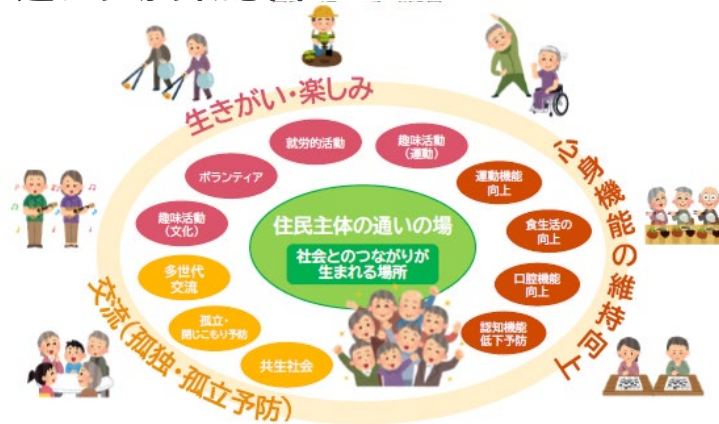 生きがい・楽しみ
就労的活動
趣味活動
(運動)
ボランティア
運動機能
向上
趣味活動
(文化)
住民主体の通いの場
社会とのつながりが
生まれる場所
食生活の
向上
多世代
交流
口腔機能
向上
孤立・
閉じこもり予防
認知機能
低下予防
共生社会
心身機能の維持向上
交流(孤独・孤立予防)